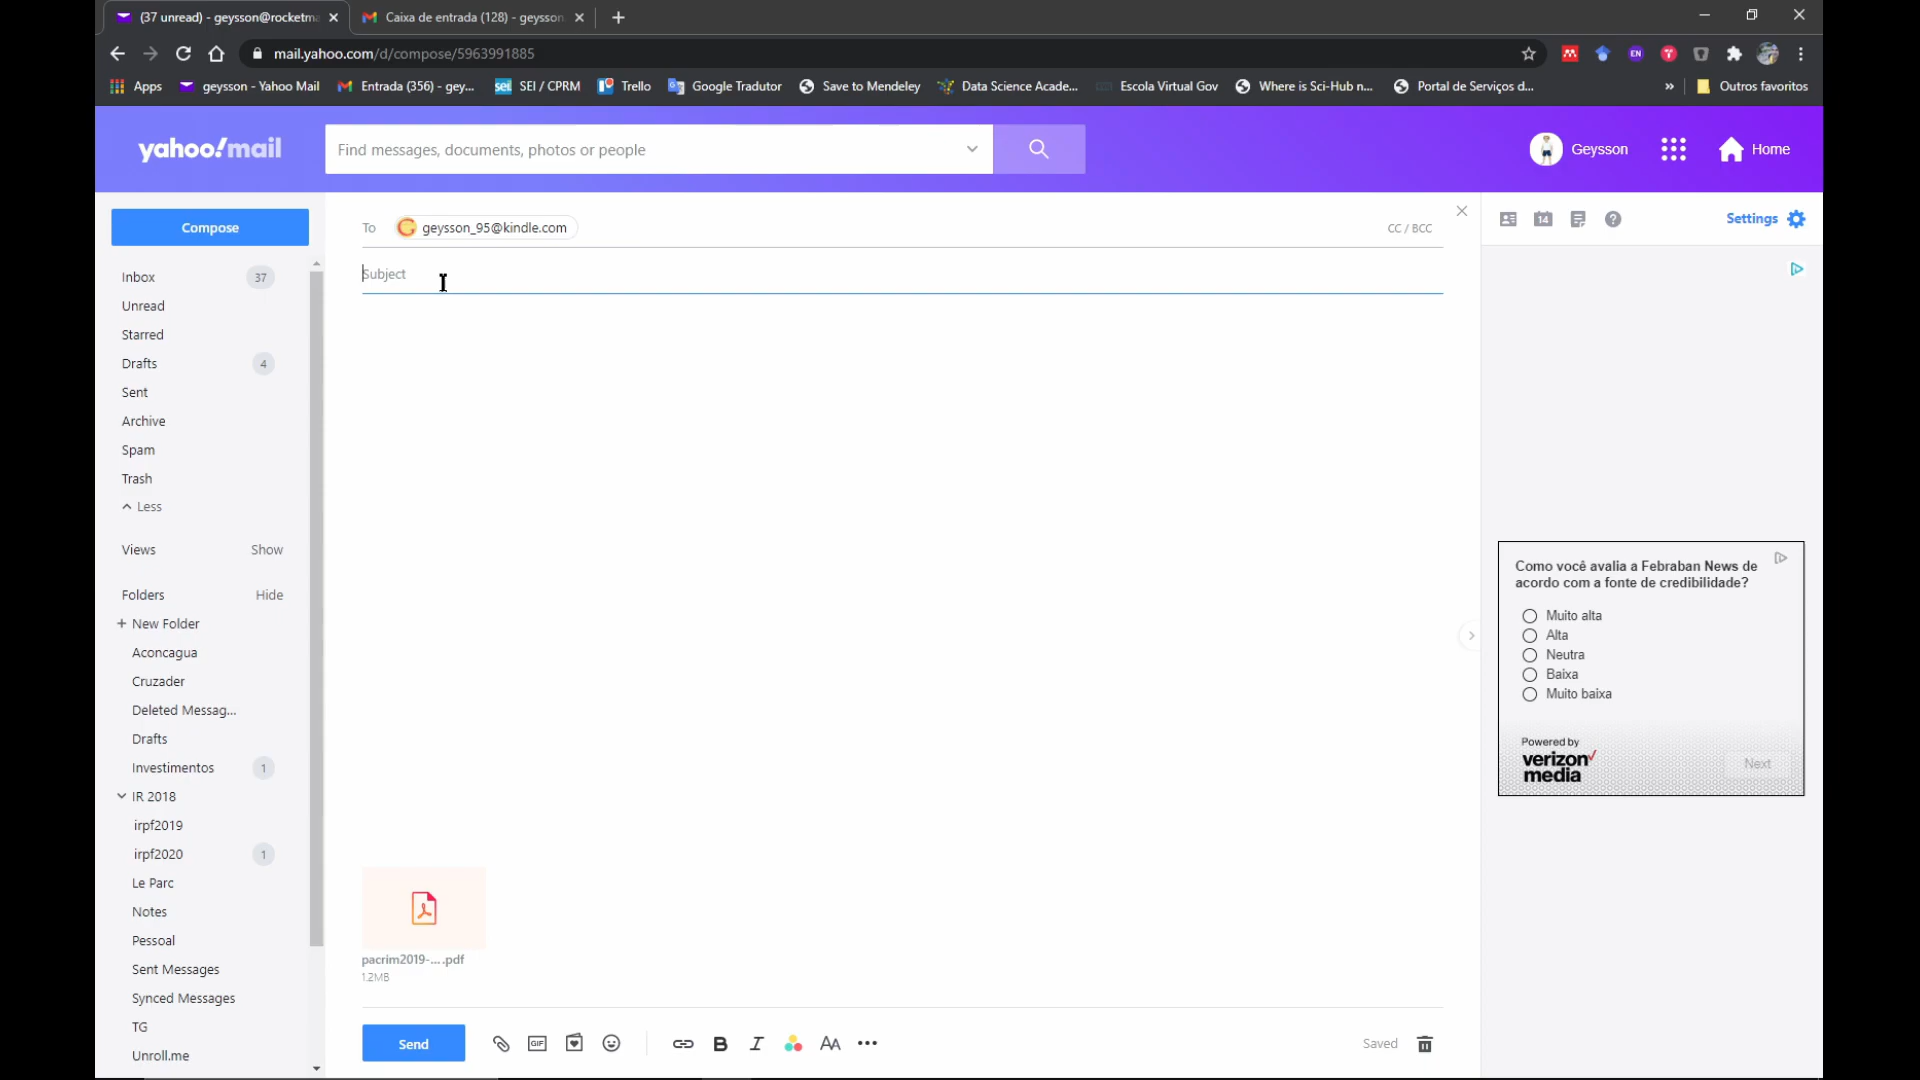 (37 unread) - geysson@rocketma
Caixa de entrada (128) - geysson
mail.yahoo.com/d/compose/5963991885
EN
Apps
geysson - Yahoo Mail
Entrada (356) - gey...
sei SEI / CPRM
Trello
Google Tradutor
Save to Mendeley
Data Science Acade...
Escola Virtual Gov
Where is Sci-Hub n...
Portal de Serviços d...
»
Outros favoritos
yahoo!mail
Find messages, documents, photos or people
Geysson
Home
Compose
To
geysson_95@kindle.com
CC / BCC
14
Settings
Subject
Inbox 37
Unread
Starred
Drafts 4
Sent
Archive
Spam
Trash
Less
Views Show
Folders Hide
+ New Folder
Aconcagua
Cruzader
Deleted Messag...
Drafts
Investimentos 1
IR 2018
irpf2019
irpf2020 1
Le Parc
Notes
Pessoal
Sent Messages
Synced Messages
TG
Unroll.me
Como você avalia a Febraban News de
acordo com a fonte de credibilidade?
Muito alta
Alta
Neutra
Baixa
Muito baixa
Powered by
verizon
media
Next
pacrim2019-....pdf
1.2MB
Send
GIF
B
I
AA
Saved